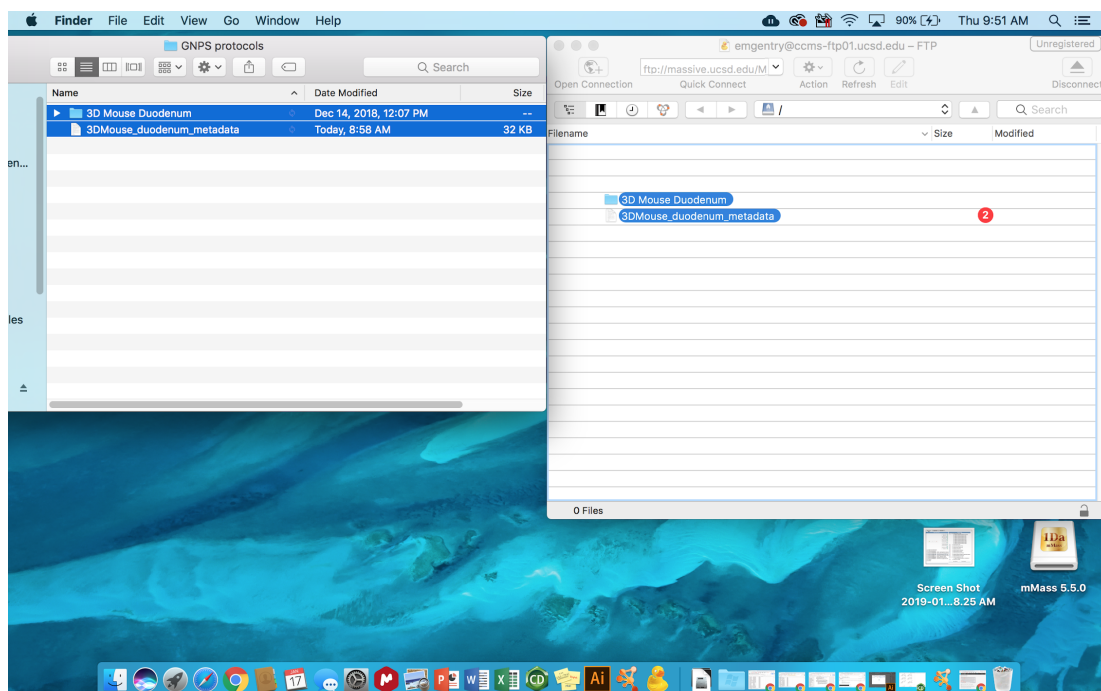 Finder File Edit View Go Window Help 90% Thu 9:51 AM
GNPS protocols
Search
Name Date Modified Size
3D Mouse Duodenum Dec 14, 2018, 12:07 PM --
3DMouse_duodenum_metadata Today, 8:58 AM 32 KB
en...
les
emgentry@ccms-ftp01.ucsd.edu – FTP Unregistered
ftp://massive.ucsd.edu/M
Open Connection Quick Connect Action Refresh Edit Disconnect
/ Search
Filename Size Modified
3D Mouse Duodenum
3DMouse_duodenum_metadata 2
0 Files
Screen Shot
2019-01...8.25 AM
mMass 5.5.0
17
Ai